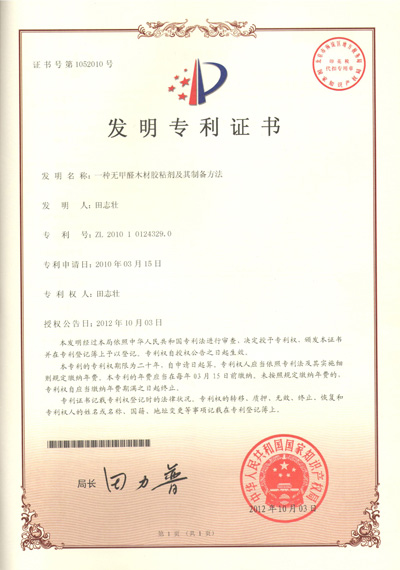 证书号第1052010号
发明专利证书
发 明 名 称:一种无甲醛木材胶粘剂及其制备方法
发 明 人:田志壮
专 利 号:ZL 2010 1 0124329.0
专利申请日:2010年03月15日
专 利 权 人:田志壮
授权公告日:2012年10月03日
本发明经过本局依照中华人民共和国专利法进行审查,决定授予专利权,颁发本证书
并在专利登记簿上予以登记。专利权自授权公告之日起生效。
本专利的专利权期限为二十年,自申请日起算。专利权人应当依照专利法及其实施细
则规定缴纳年费。本专利的年费应当在每年03月15日前缴纳。未按照规定缴纳年费的,
专利权自应当缴纳年费期满之日起终止。
专利证书记载专利权登记时的法律状况。专利权的转移、质押、无效、终止、恢复和
专利权人的姓名或名称、国籍、地址变更等事项记载在专利登记簿上。
局长 田力普
中华人民共和国国家知识产权局
2012年10月03日
第1页(共1页)